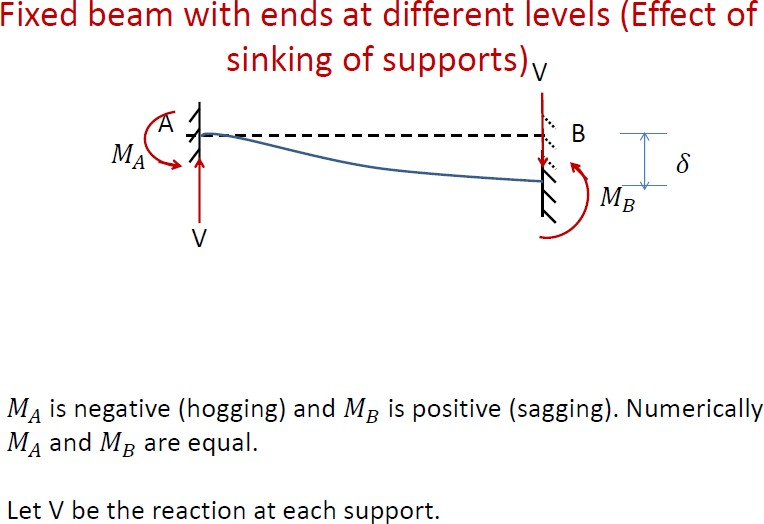 Fixed beam with ends at different levels (Effect of
sinking of supports)
V
A
B
M_A
δ
M_B
V
M_A is negative (hogging) and M_B is positive (sagging). Numerically
M_A and M_B are equal.
Let V be the reaction at each support.